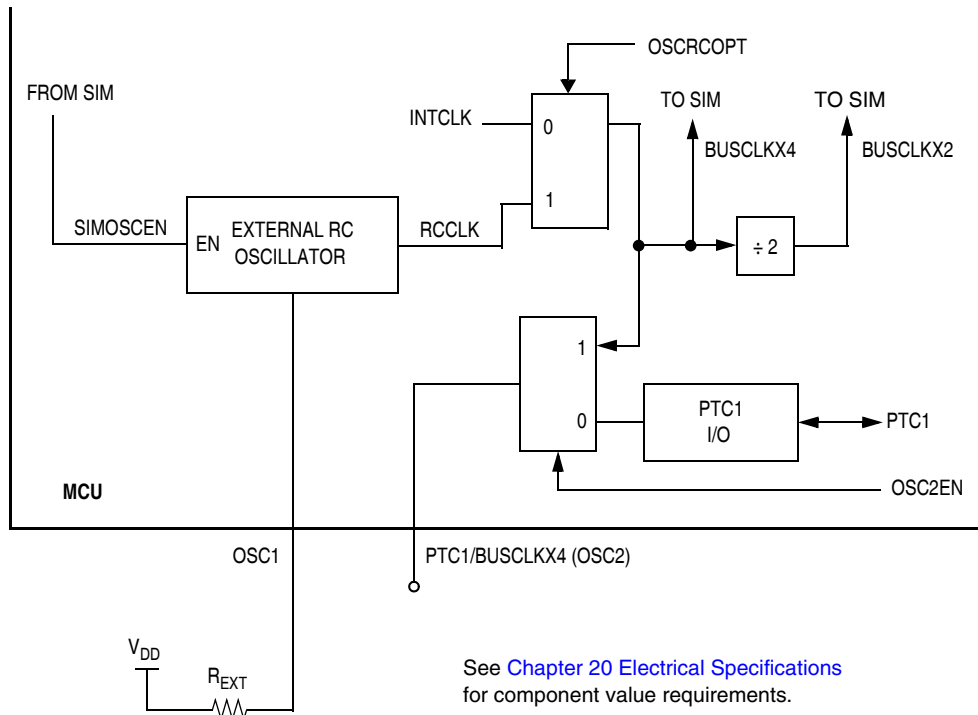 OSCRCOPT
FROM SIM
TO SIM
TO SIM
INTCLK
0
BUSCLKX4
BUSCLKX2
1
SIMOSCEN
EN
EXTERNAL RC
OSCILLATOR
RCCLK
÷ 2
1
0
PTC1
I/O
PTC1
MCU
OSC2EN
OSC1
PTC1/BUSCLKX4 (OSC2)
VDD
REXT
See Chapter 20 Electrical Specifications
for component value requirements.